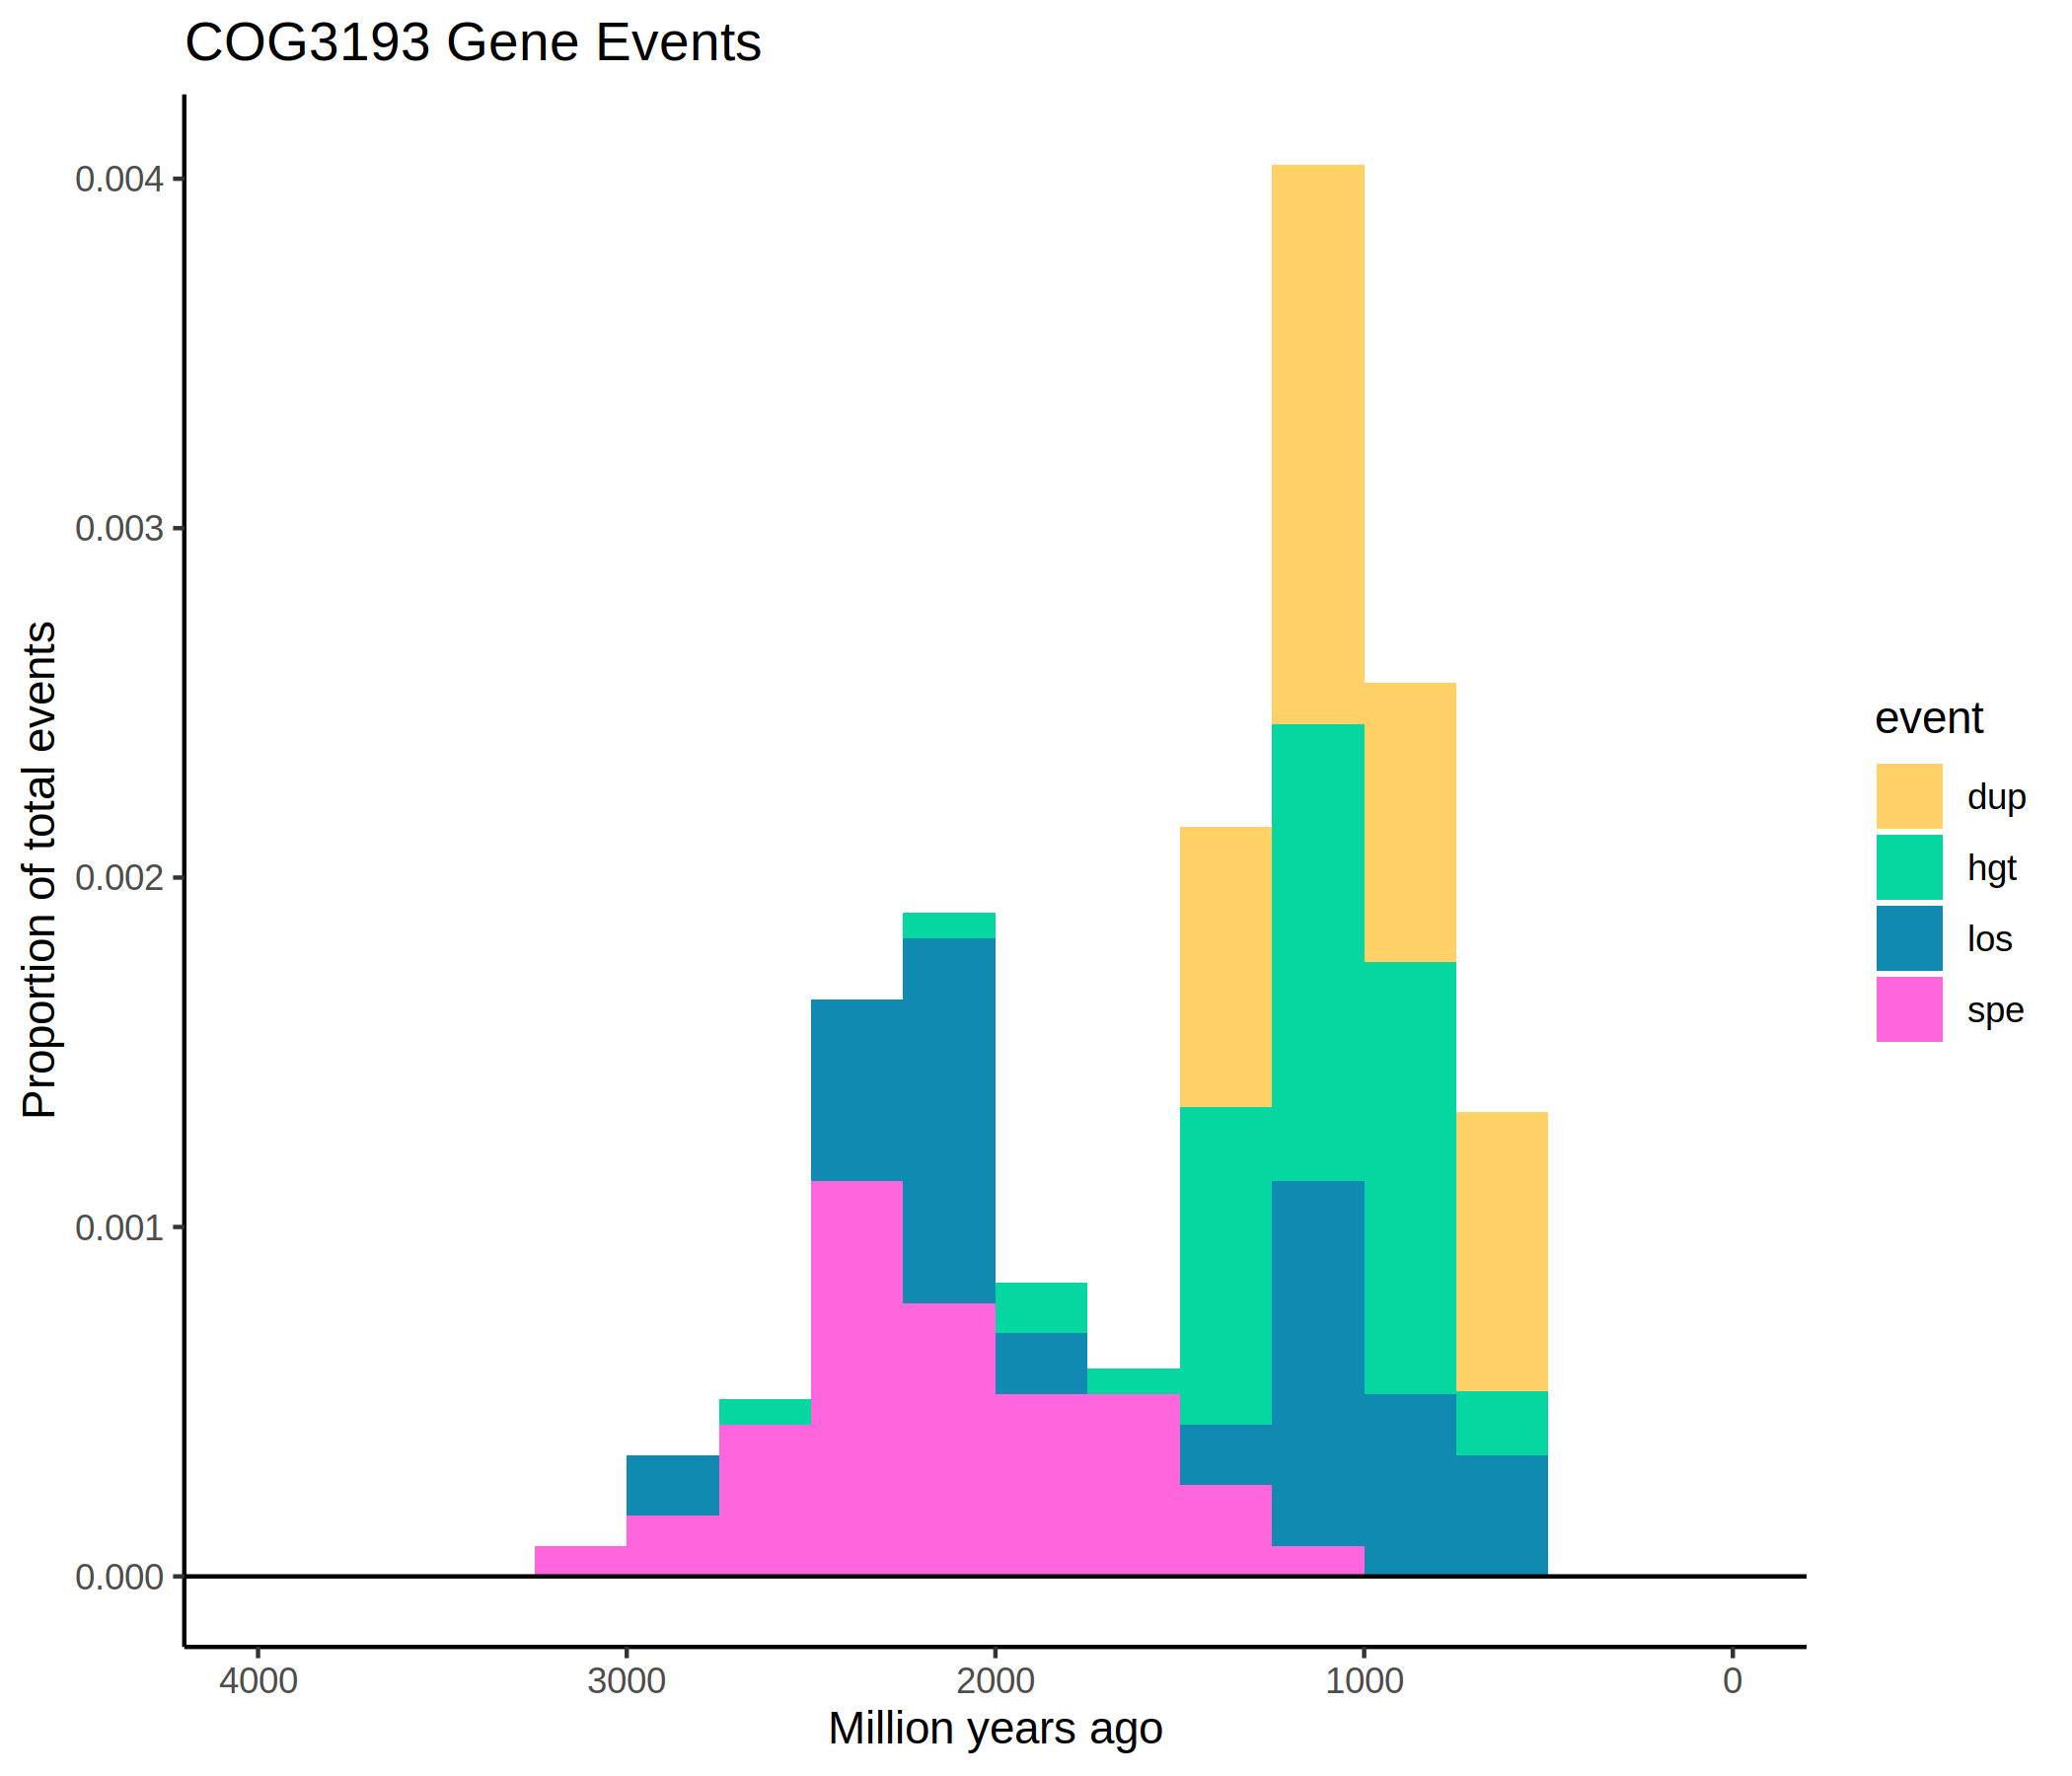 COG3193 Gene Events
Proportion of total events
0.004
0.003
0.002
0.001
0.000
4000 3000 2000 1000 0
Million years ago
event
dup
hgt
los
spe